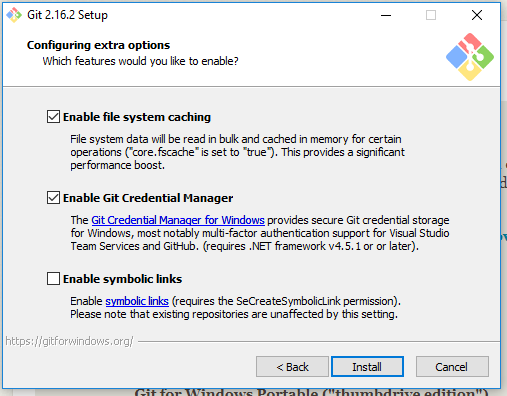 Git 2.16.2 Setup
Configuring extra options
Which features would you like to enable?
Enable file system caching
File system data will be read in bulk and cached in memory for certain
operations ("core.fscache" is set to "true"). This provides a significant
performance boost.
Enable Git Credential Manager
The Git Credential Manager for Windows provides secure Git credential storage
for Windows, most notably multi-factor authentication support for Visual Studio
Team Services and GitHub. (requires .NET framework v4.5.1 or or later).
Enable symbolic links
Enable symbolic links (requires the SeCreateSymbolicLink permission).
Please note that existing repositories are unaffected by this setting.
https://gitforwindows.org/
< Back Install Cancel
Git for Windows Portable ("thumbdrive edition")